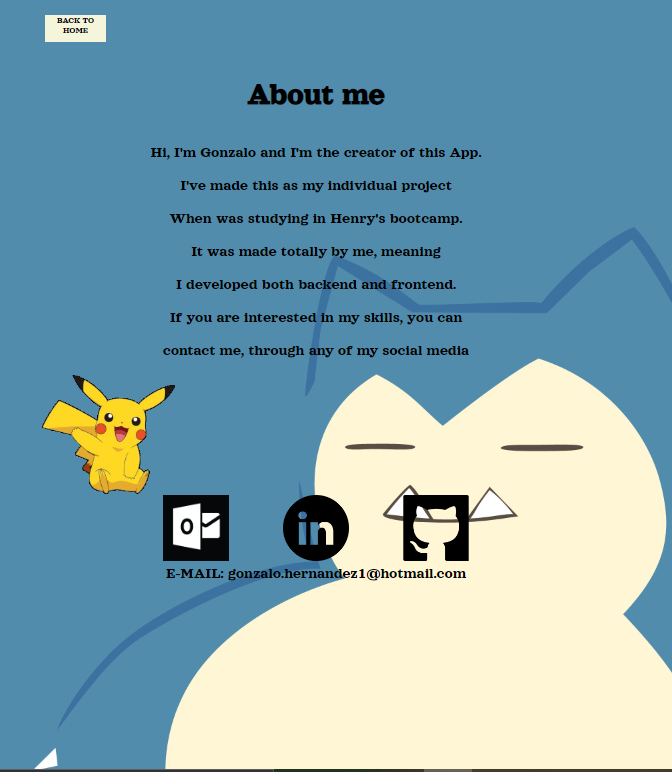 BACK TO
HOME
About me
Hi, I'm Gonzalo and I'm the creator of this App.
I've made this as my individual project
When was studying in Henry's bootcamp.
It was made totally by me, meaning
I developed both backend and frontend.
If you are interested in my skills, you can
contact me, through any of my social media
O in
E-MAIL: gonzalo.hernandez1@hotmail.com